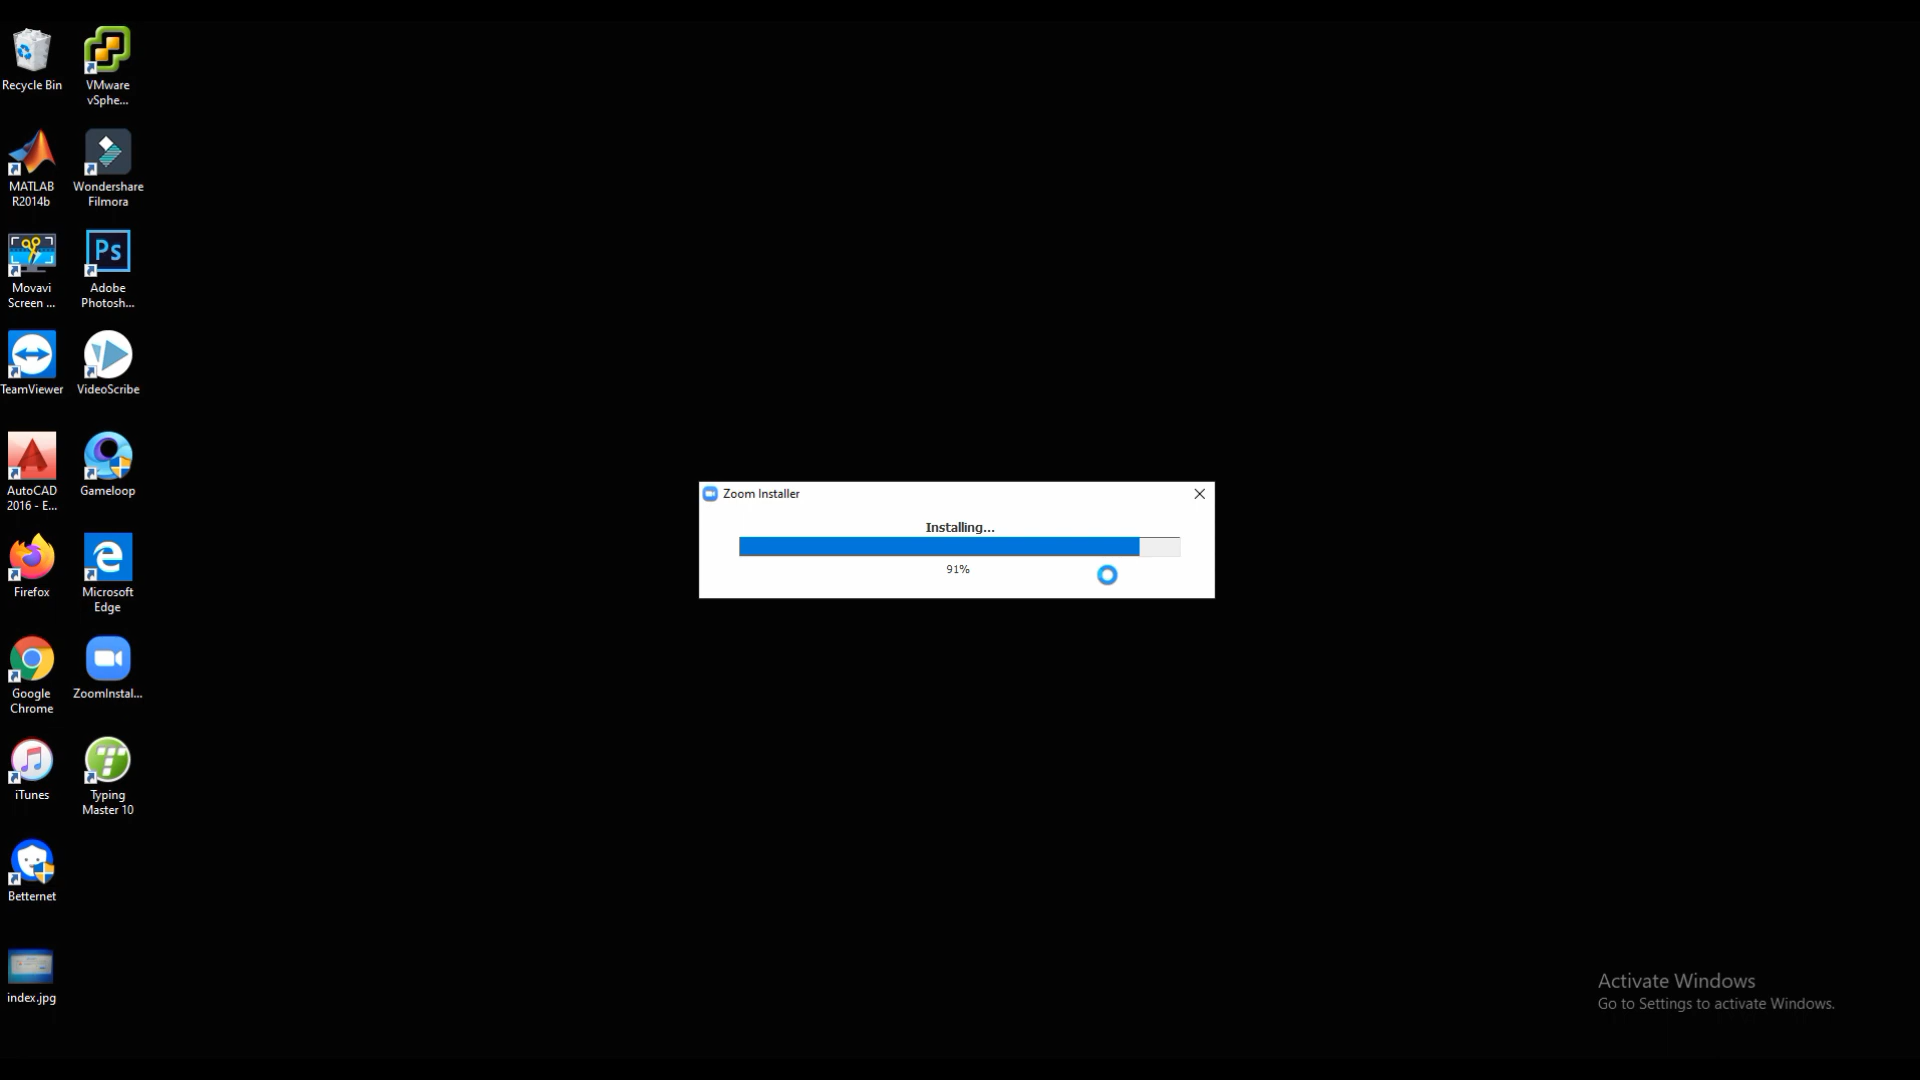 Recycle Bin
VMware
vSphe...
MATLAB
R2014b
Wondershare
Filmora
Movavi
Screen ...
Ps
Adobe
Photosh...
TeamViewer
VideoScribe
AutoCAD
2016 - E...
Gameloop
Firefox
Microsoft
Edge
Google
Chrome
ZoomInstal...
iTunes
Typing
Master 10
Betternet
index.jpg
Zoom Installer
Installing...
91%
Activate Windows
Go to Settings to activate Windows.